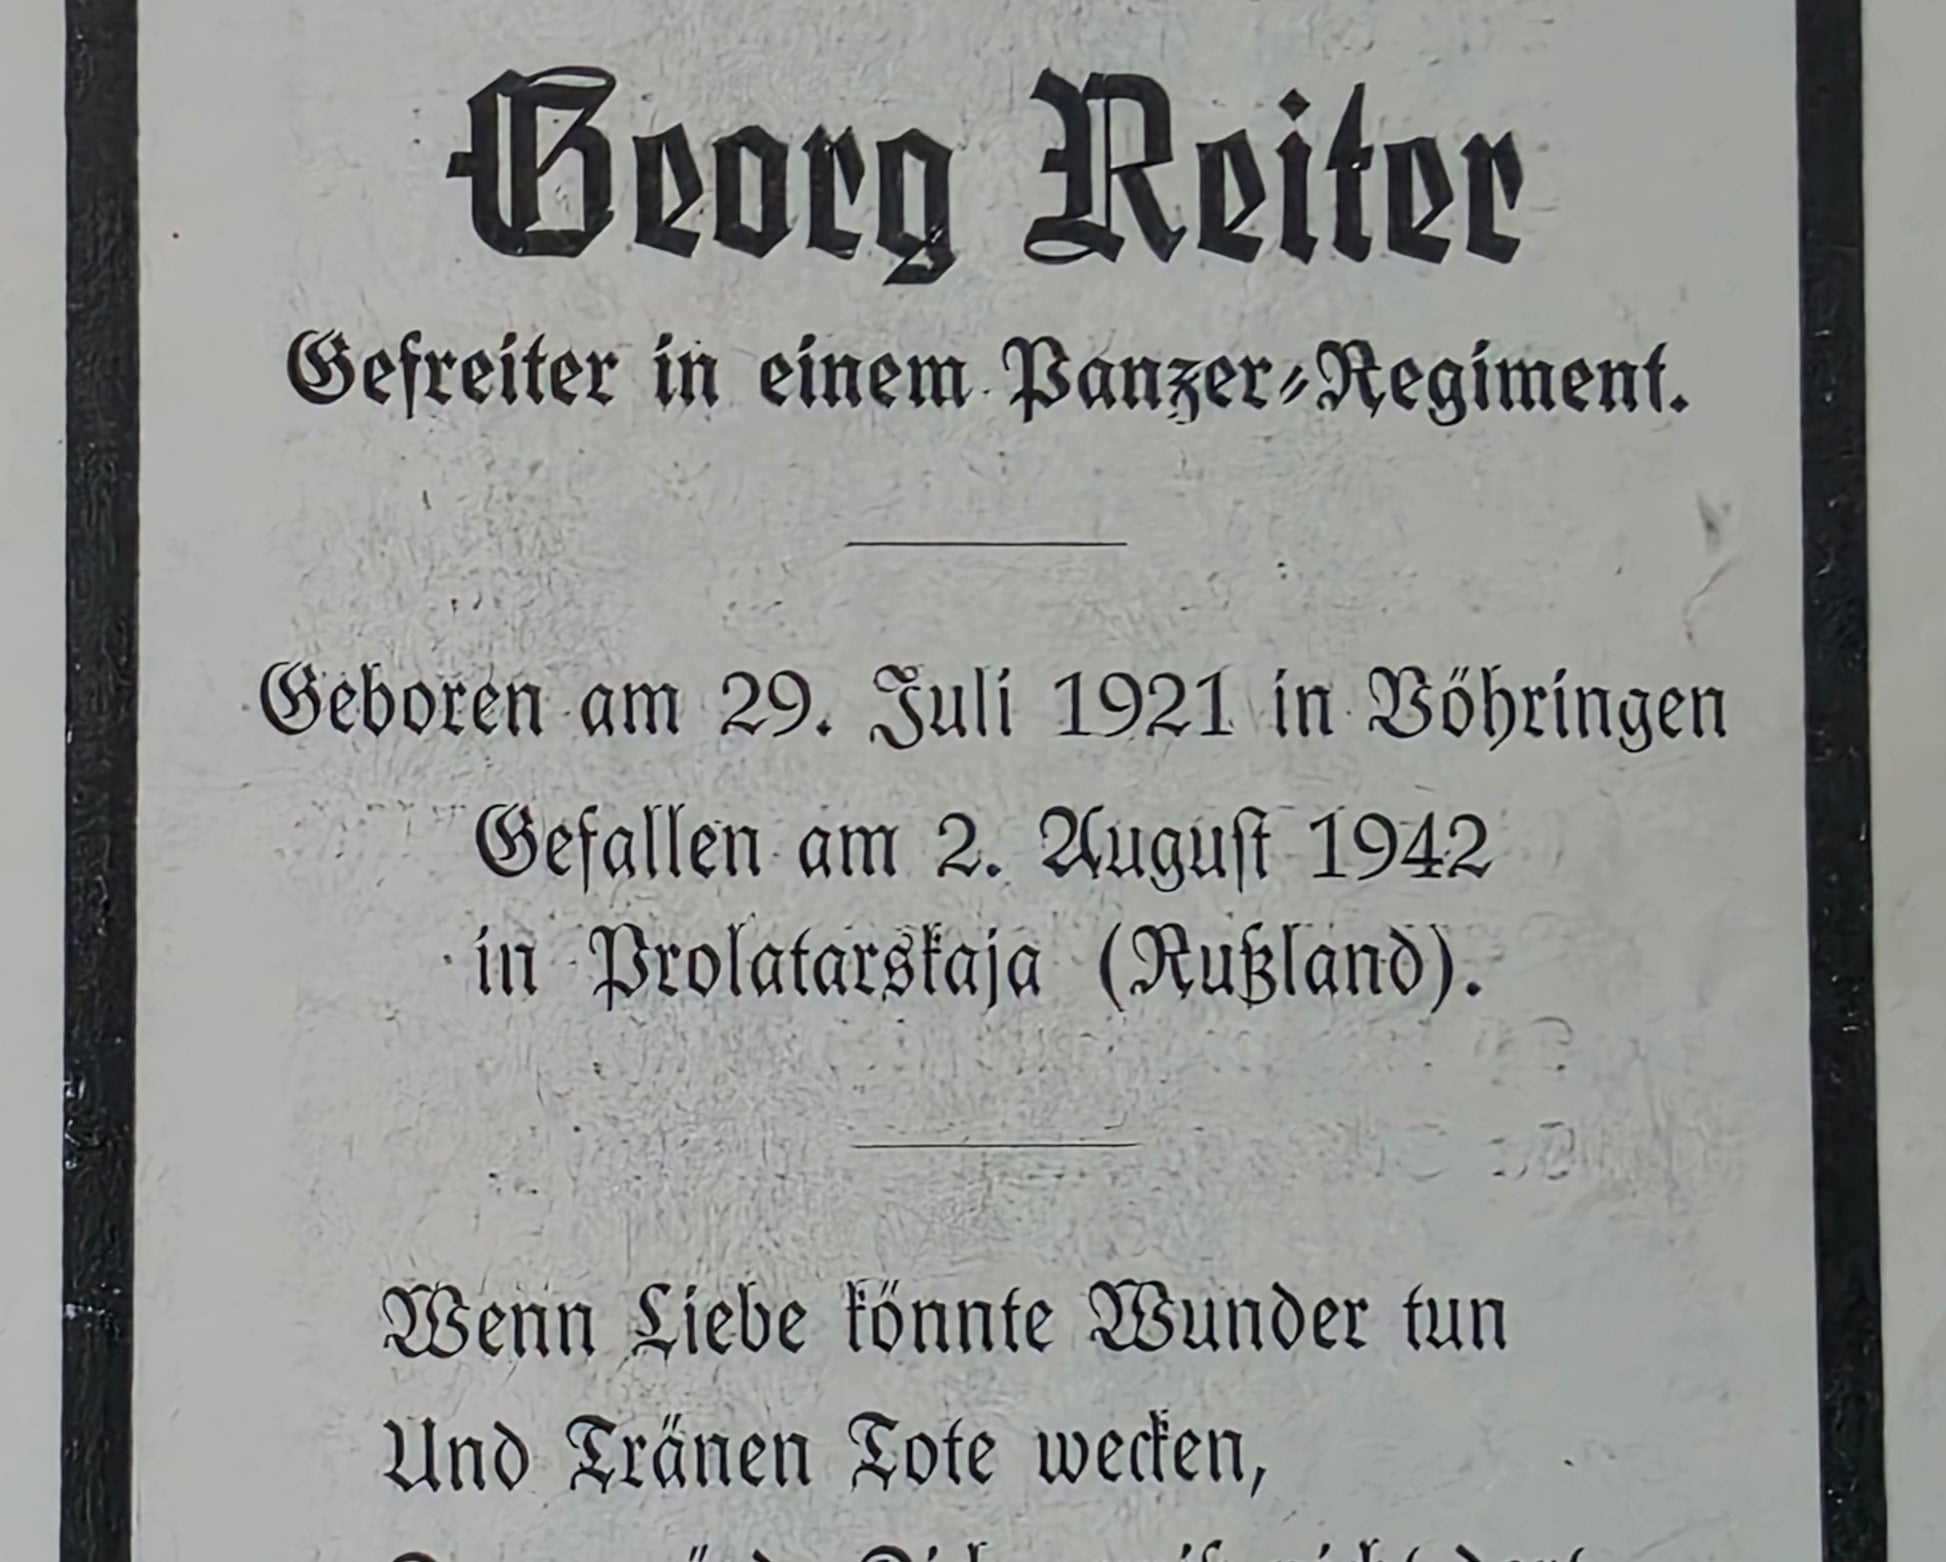 Georg Reiter
Gefreiter in einem Panzer-Regiment.
Geboren am 29. Juli 1921 in Vöhringen
Gefallen am 2. August 1942
in Prolatarskaja (Rußland).
Wenn Liebe könnte Wunder tun
Und Tränen Tote wecken,